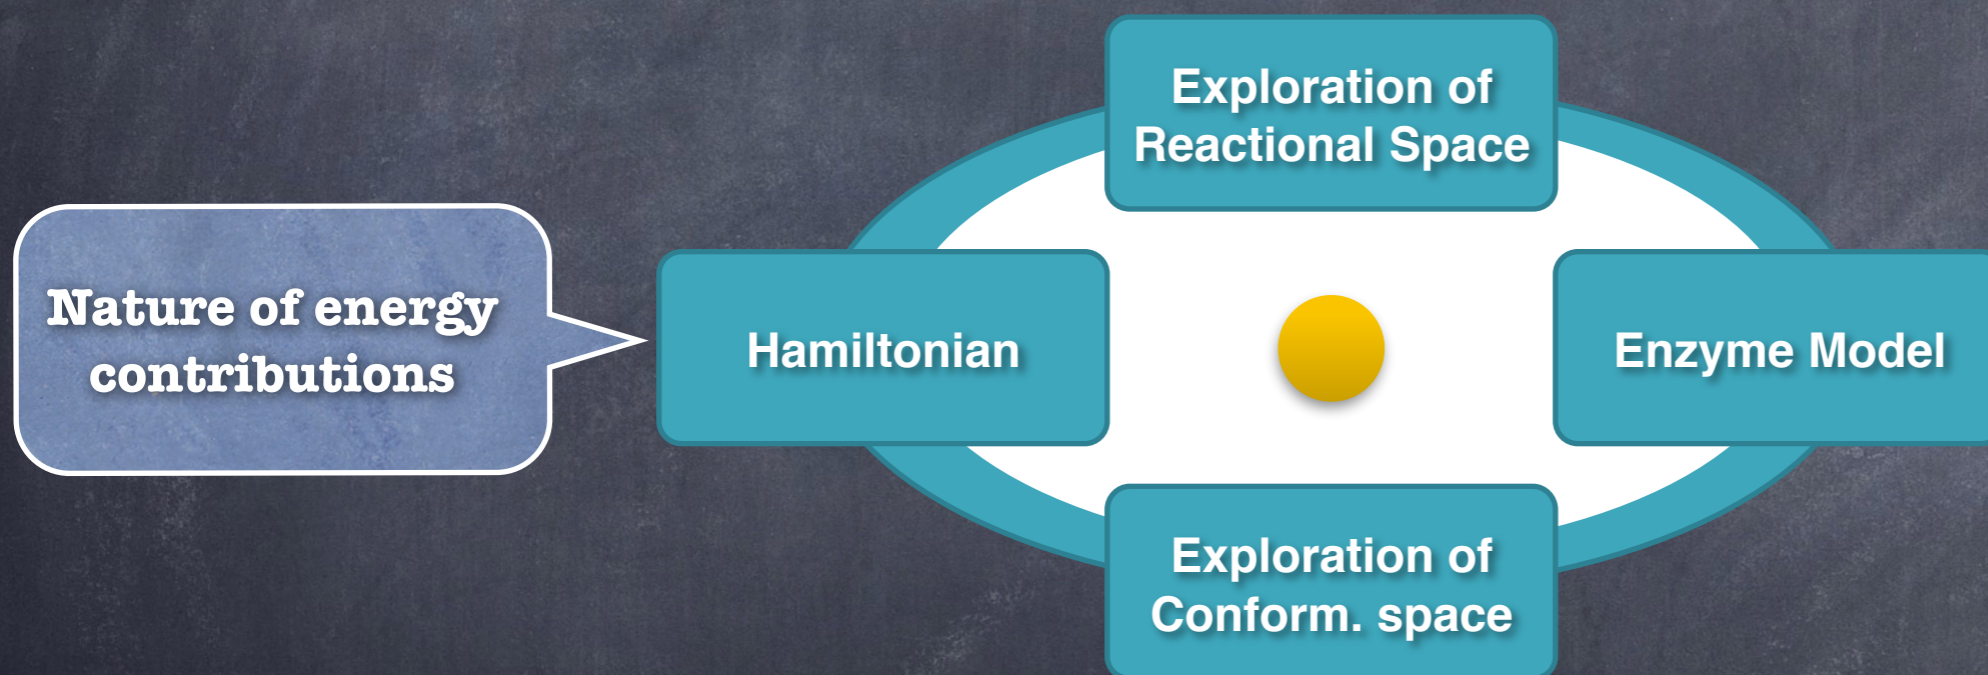 Exploration of
Reactional Space
Nature of energy
contributions
Hamiltonian
Enzyme Model
Exploration of
Conform. space